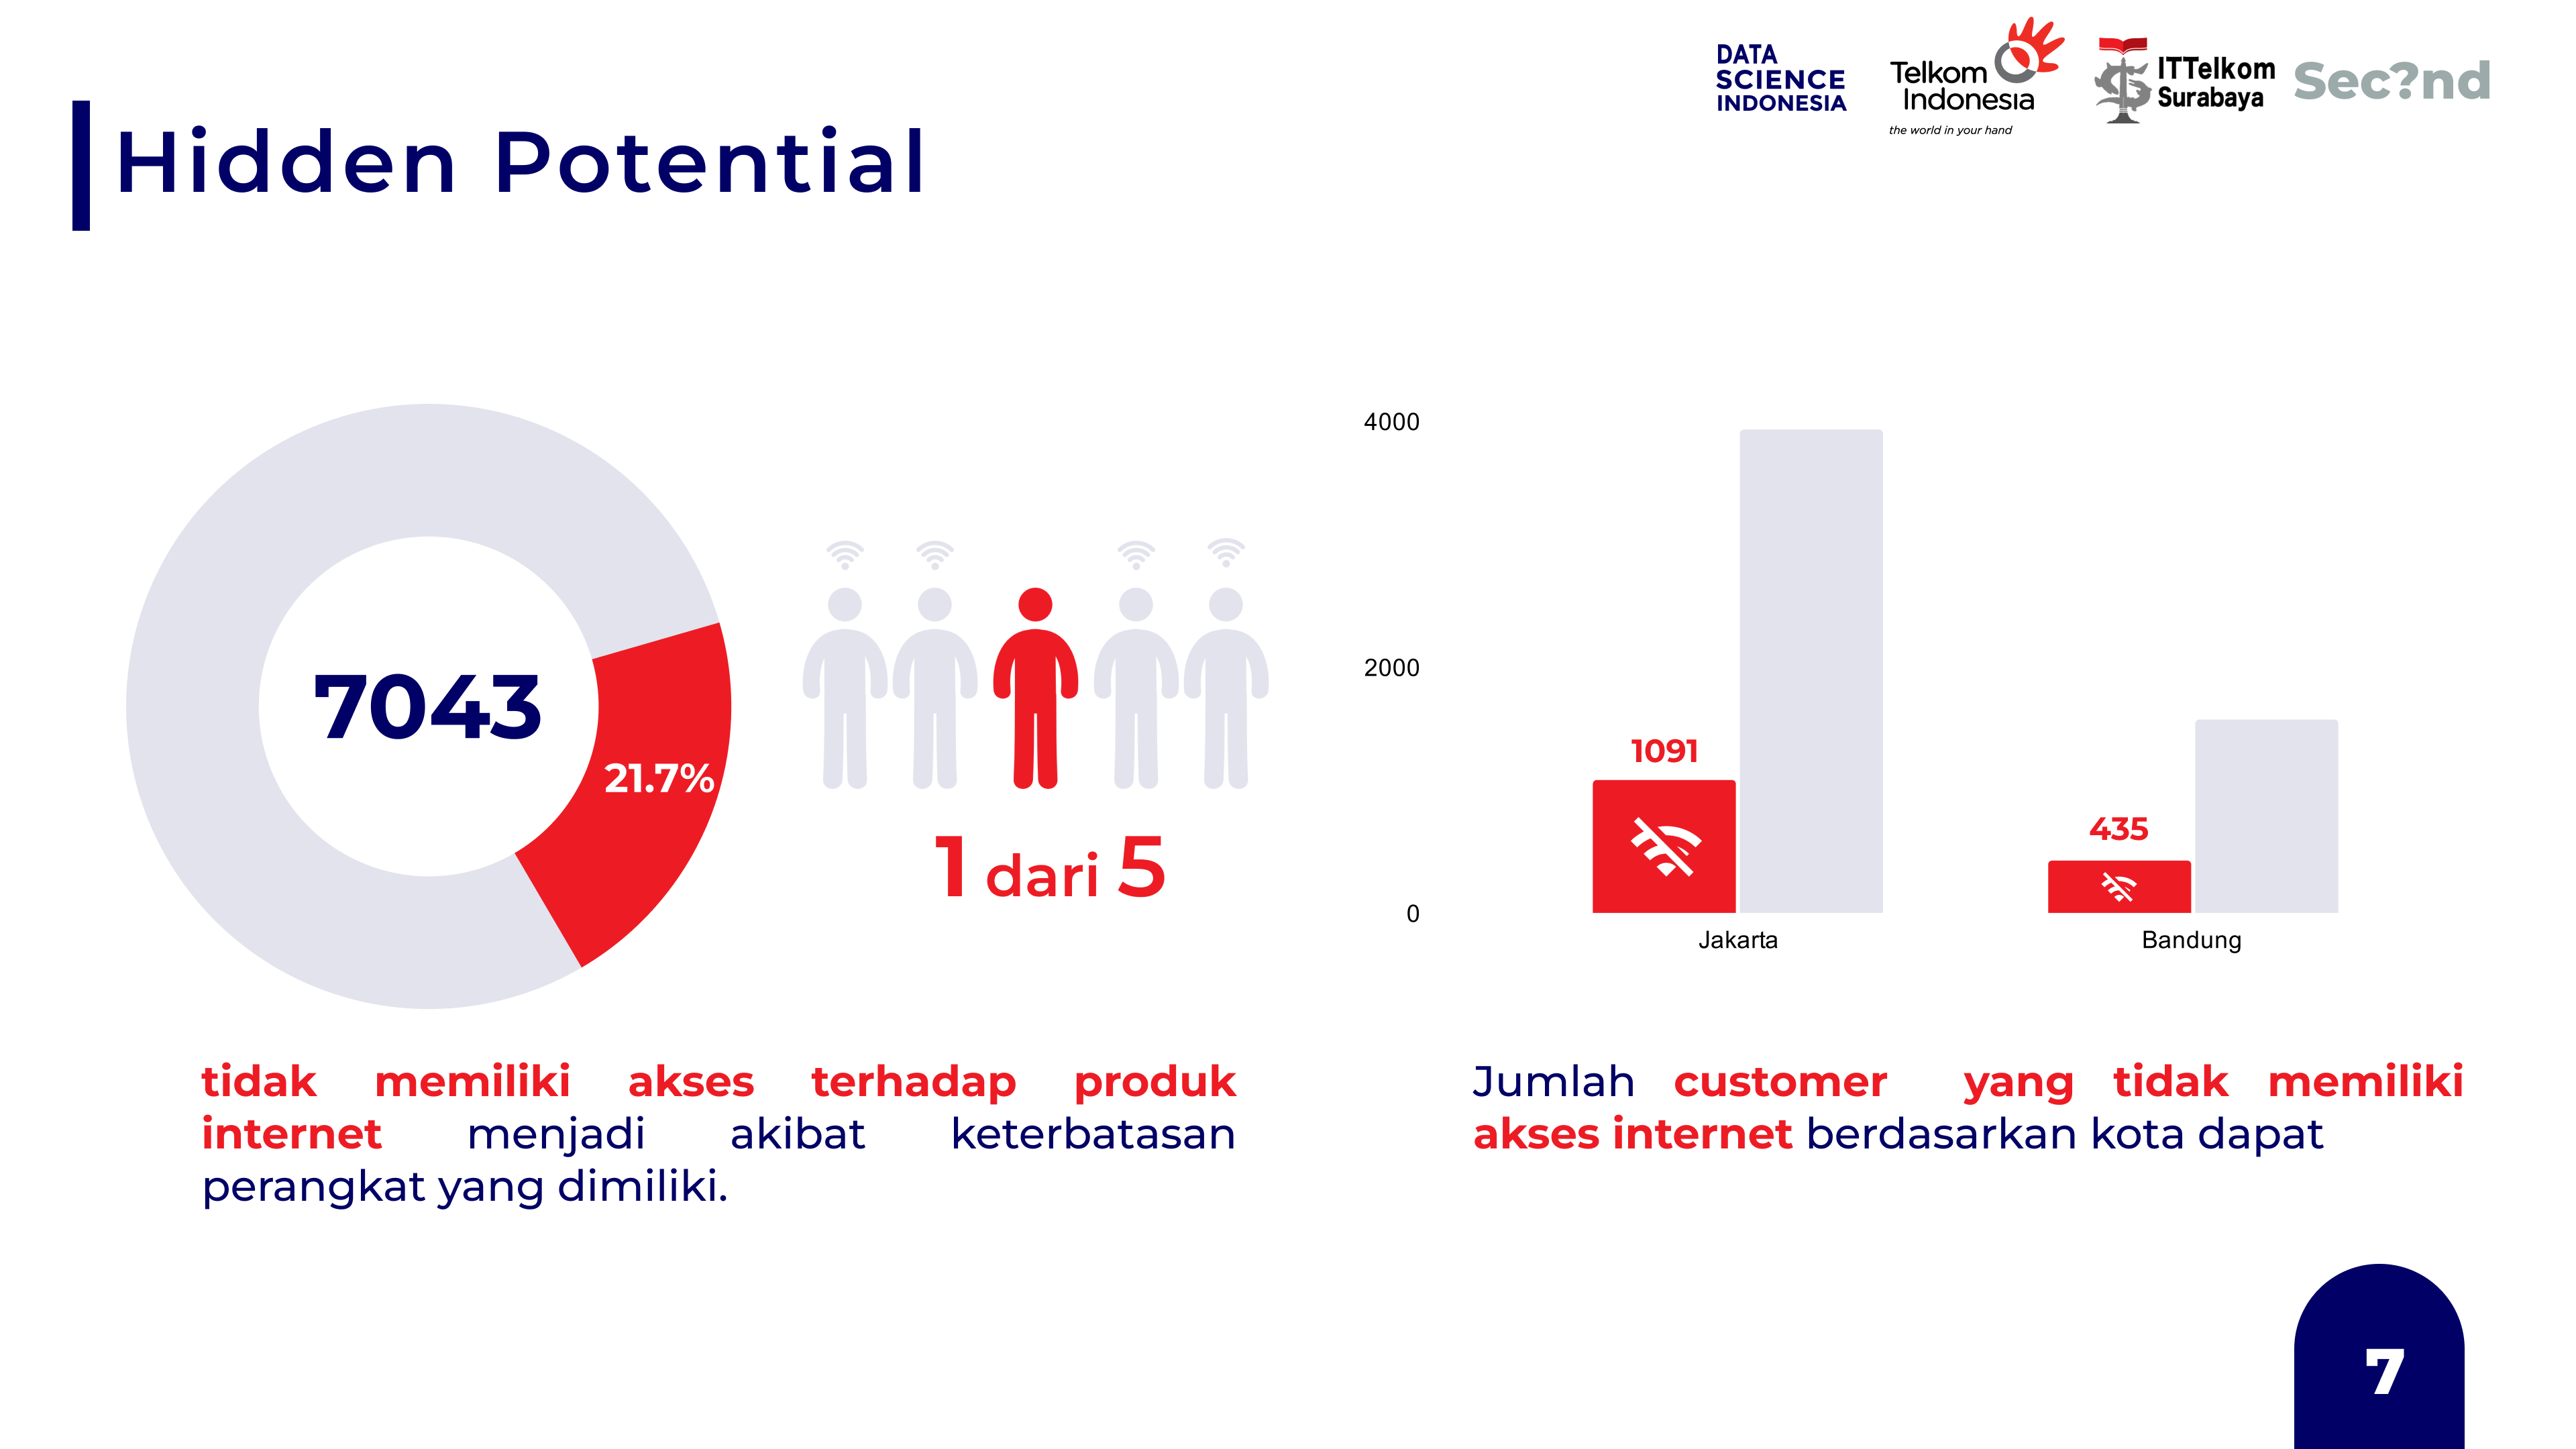 DATA
SCIENCE
INDONESIA
Telkom
Indonesia
the world in your hand
ITTelkom
Surabaya
Sec?nd
Hidden Potential
7043
21.7%
1 dari 5
4000
2000
0
1091
435
Jakarta
Bandung
tidak memiliki akses terhadap produk
internet menjadi akibat keterbatasan
perangkat yang dimiliki.
Jumlah customer yang tidak memiliki
akses internet berdasarkan kota dapat
7